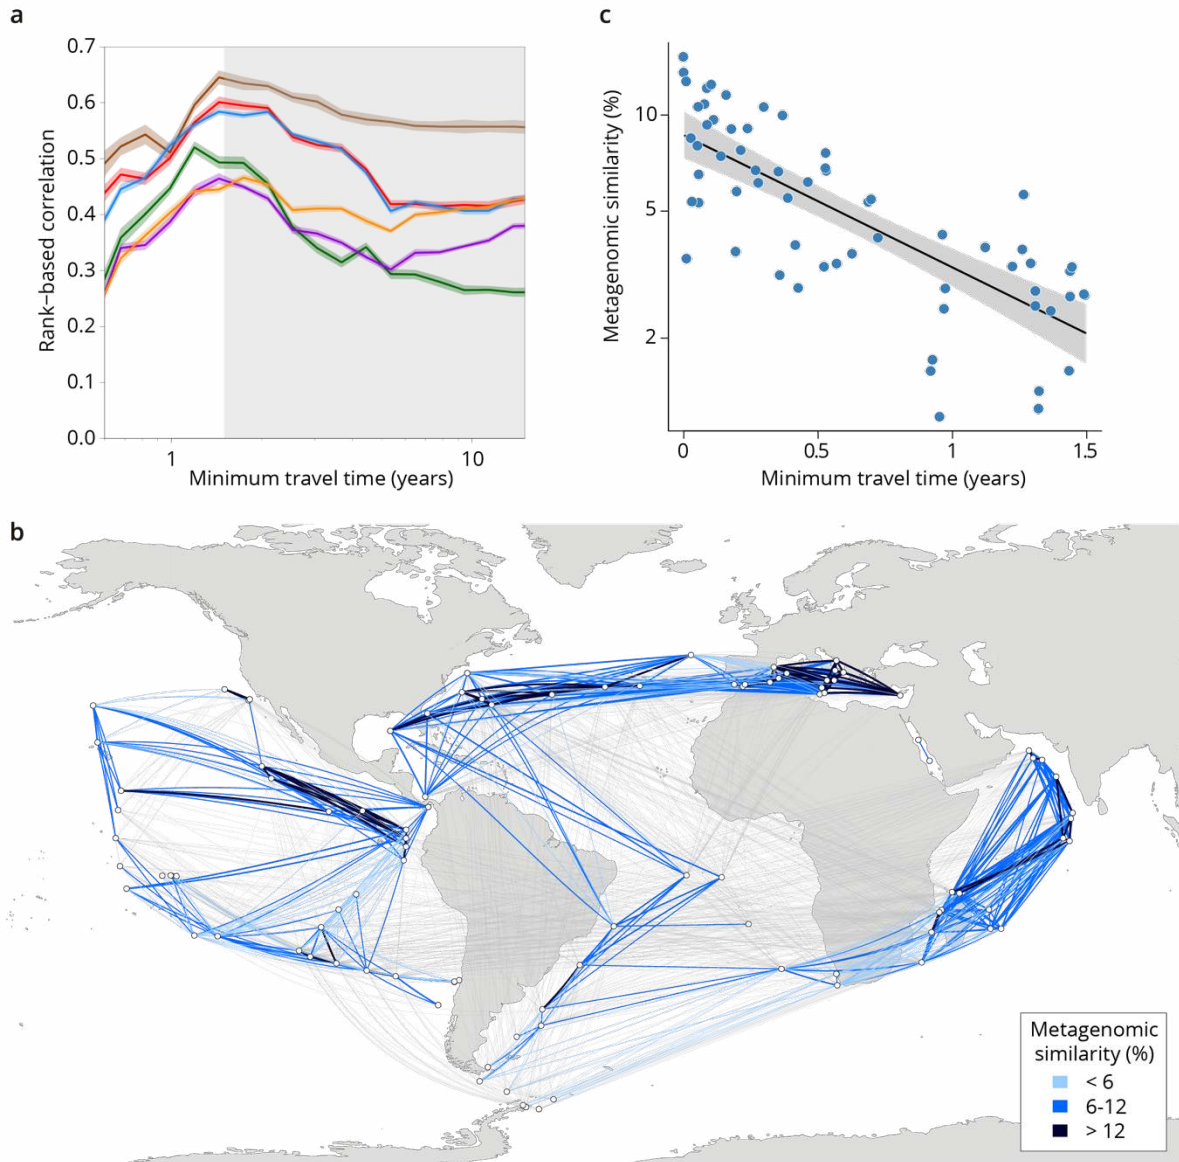 a
0.7
0.6
0.5
0.4
0.3
0.2
0.1
0.0
Rank–based correlation
1
10
Minimum travel time (years)
c
10
5
2
Metagenomic similarity (%)
0
0.5
1
1.5
Minimum travel time (years)
b
Metagenomic
similarity (%)
< 6
6-12
> 12